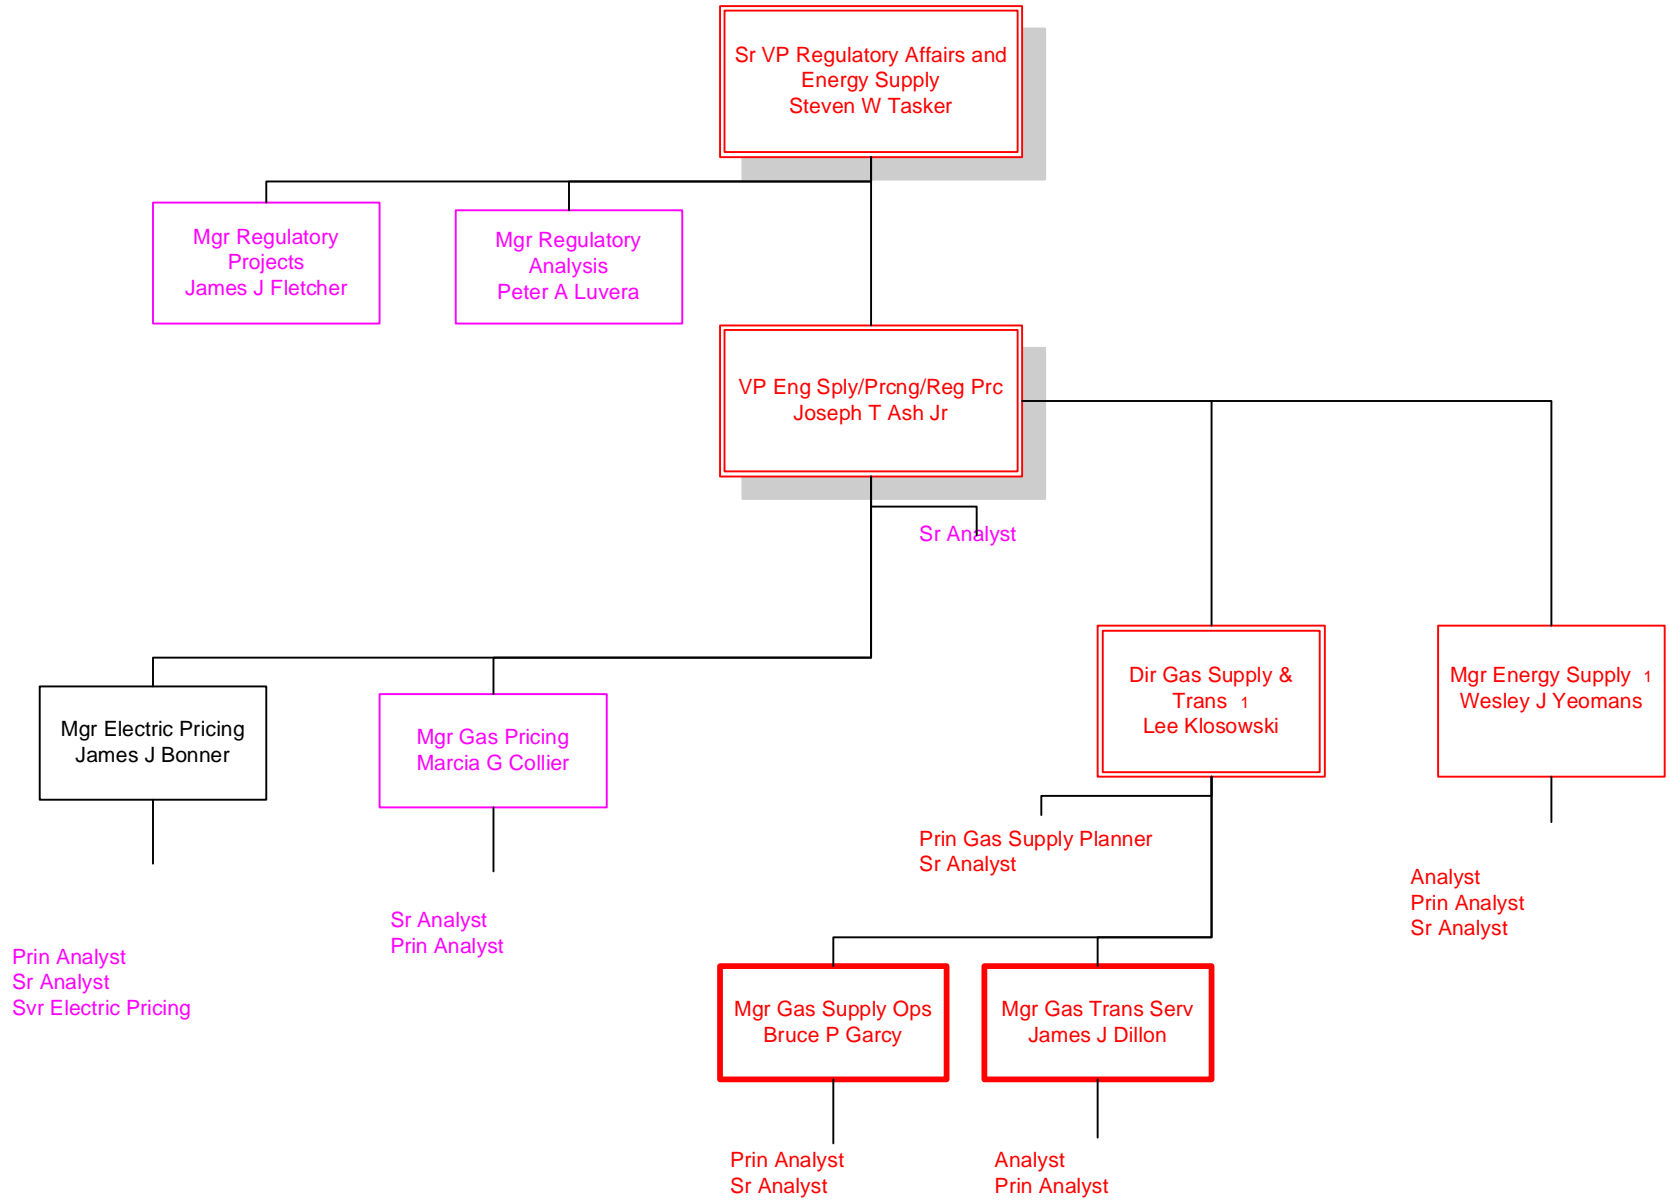 Sr VP Regulatory Affairs and
Energy Supply
Steven W Tasker
Mgr Regulatory
Projects
James J Fletcher
Mgr Regulatory
Analysis
Peter A Luvera
VP Eng Sply/Prcng/Reg Prc
Joseph T Ash Jr
Sr Analyst
Mgr Electric Pricing
James J Bonner
Mgr Gas Pricing
Marcia G Collier
Dir Gas Supply &
Trans 1
Lee Klosowski
Mgr Energy Supply 1
Wesley J Yeomans
Prin Gas Supply Planner
Sr Analyst
Analyst
Prin Analyst
Sr Analyst
Sr Analyst
Prin Analyst
Prin Analyst
Sr Analyst
Svr Electric Pricing
Mgr Gas Supply Ops
Bruce P Garcy
Mgr Gas Trans Serv
James J Dillon
Prin Analyst
Sr Analyst
Analyst
Prin Analyst